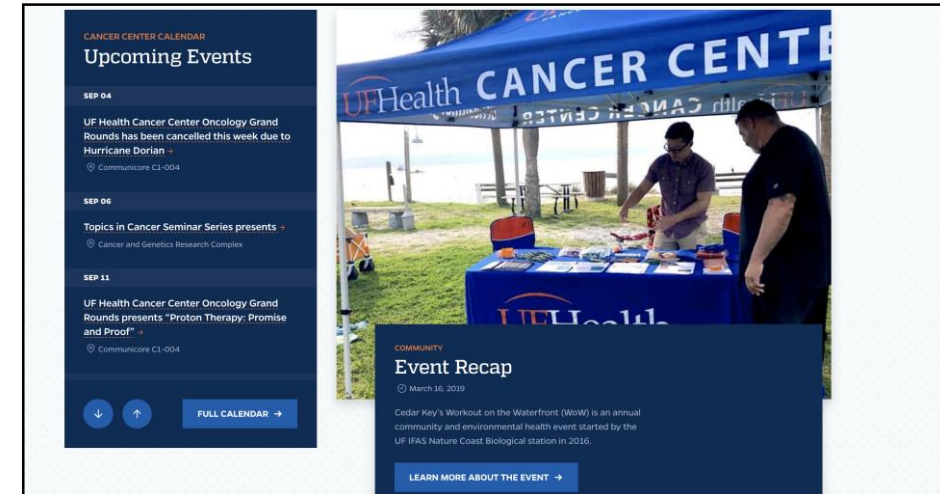 CANCER CENTER CALENDAR
Upcoming Events
SEP 04
UF Health Cancer Center Oncology Grand
Rounds has been cancelled this week due to
Hurricane Dorian →
Communicore C1-004
SEP 06
Topics in Cancer Seminar Series presents →
Cancer and Genetics Research Complex
SEP 11
UF Health Cancer Center Oncology Grand
Rounds presents “Proton Therapy: Promise
and Proof” →
Communicore C1-004
FULL CALENDAR →
UFHealth CANCER CENTE
UFHealth
COMMUNITY
Event Recap
March 16, 2019
Cedar Key's Workout on the Waterfront (WoW) is an annual
community and environmental health event started by the
UF IFAS Nature Coast Biological station in 2016.
LEARN MORE ABOUT THE EVENT →